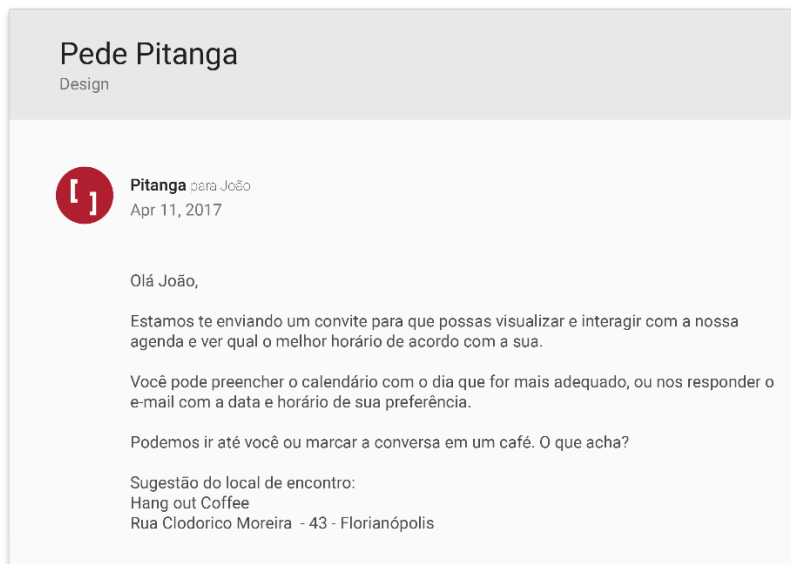 Pede Pitanga
Design
[ ]
Pitanga para João
Apr 11, 2017
Olá João,
Estamos te enviando um convite para que possas visualizar e interagir com a nossa
agenda e ver qual o melhor horário de acordo com a sua.
Você pode preencher o calendário com o dia que for mais adequado, ou nos responder o
e-mail com a data e horário de sua preferência.
Podemos ir até você ou marcar a conversa em um café. O que acha?
Sugestão do local de encontro:
Hang out Coffee
Rua Clodorico Moreira  - 43 - Florianópolis